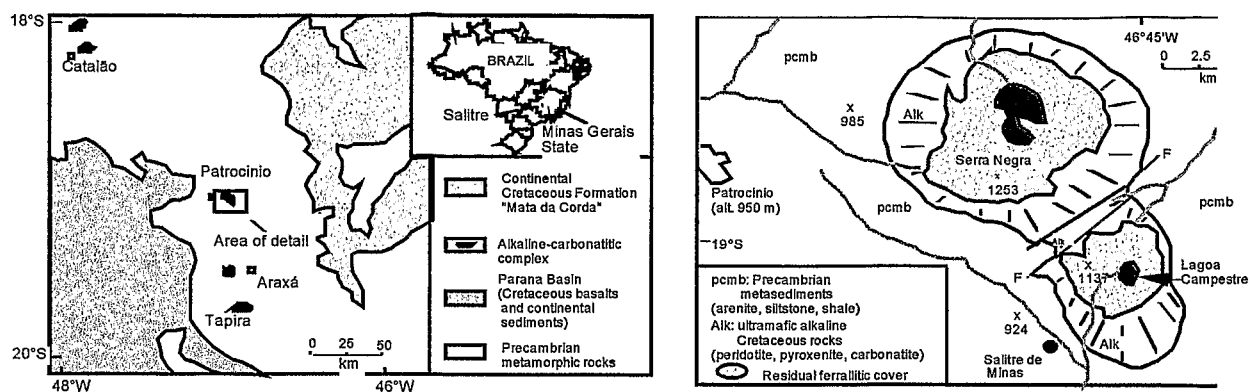 18°S
Catalão
BRAZIL
Salitre
Minas Gerais
State
Patrocinio
Area of detail
Araxá
Tapira
Continental
Cretaceous Formation
"Mata da Corda"
Alkaline-carbonatitic
complex
Parana Basin
(Cretaceous basalts
and continental
sediments)
Precambrian
metamorphic rocks
0 25 50
km
20°S
48°W
46°W
46°45'W
0 2.5
km
pcmb
x
985
Alk
Serra Negra
x
1253
F
Patrocinio
(alt. 950 m)
pcmb
pcmb
19°S
Alk
F
x
1137
Lagoa
Campestre
x
924
Alk
Salitre de
Minas
pcmb: Precambrian
metasediments
(arenite, siltstone, shale)
Alk: ultramafic alkaline
Cretaceous rocks
(peridotite, pyroxenite, carbonatite)
Residual ferrallitic cover